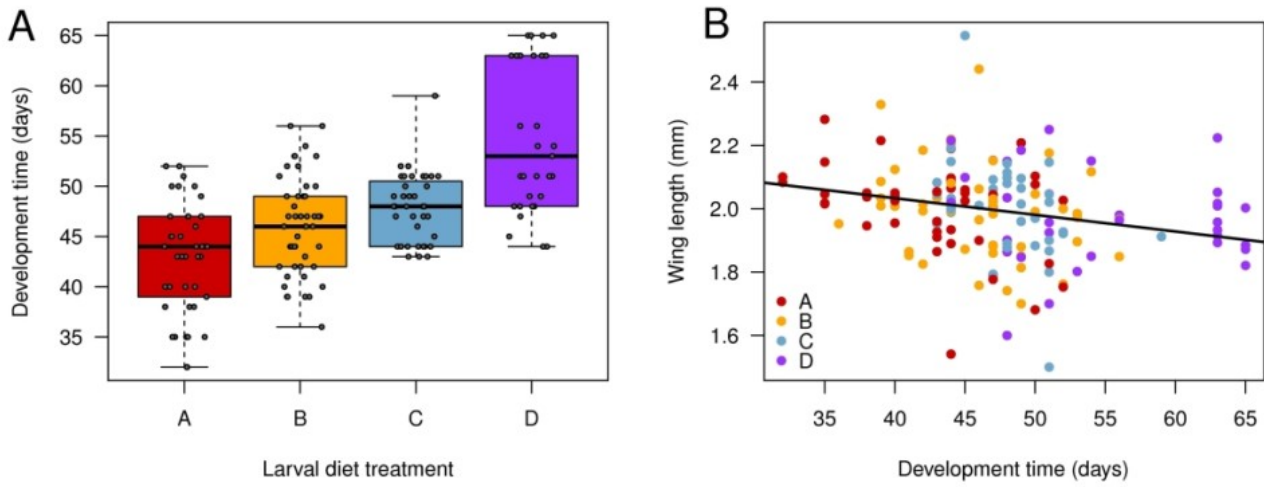 A
Development time (days)
65
60
55
50
45
40
35
A B C D
Larval diet treatment
B
Wing length (mm)
2.4
2.2
2.0
1.8
1.6
A
B
C
D
35 40 45 50 55 60 65
Development time (days)